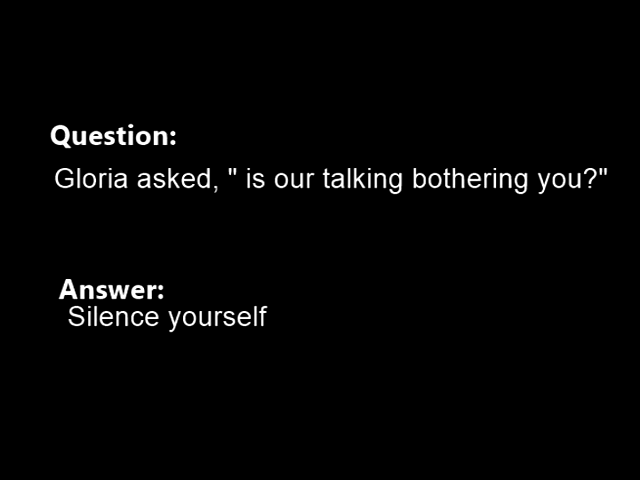 Question:
Gloria asked, " is our talking bothering you?"
Answer:
Silence yourself